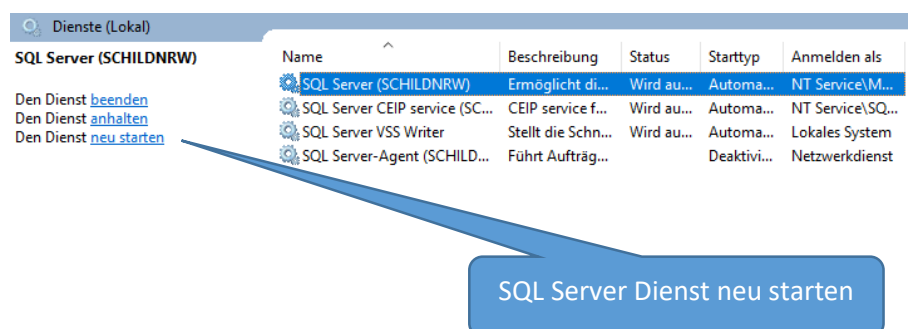 Dienste (Lokal)
SQL Server (SCHILDNRW)
Den Dienst beenden
Den Dienst anhalten
Den Dienst neu starten
Name Beschreibung Status Starttyp Anmelden als
SQL Server (SCHILDNRW) Ermöglicht di... Wird au... Automa... NT Service\M...
SQL Server CEIP service (SC... CEIP service f... Wird au... Automa... NT Service\SQ...
SQL Server VSS Writer Stellt die Schn... Wird au... Automa... Lokales System
SQL Server-Agent (SCHILD... Führt Aufträg... Deaktivi... Netzwerkdienst
SQL Server Dienst neu starten